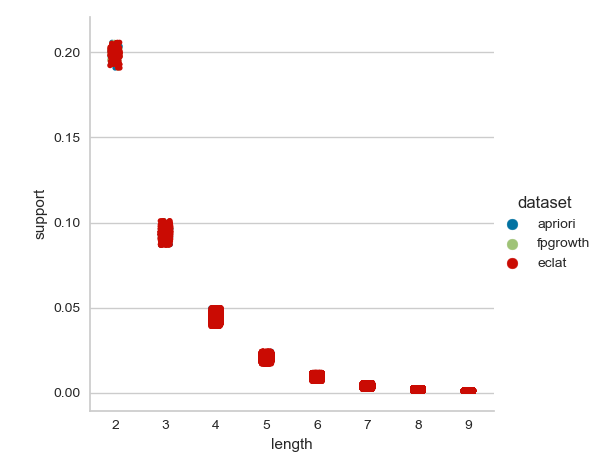 0.20
0.15
0.10
0.05
0.00
support
2 3 4 5 6 7 8 9
length
dataset
apriori
fpgrowth
eclat